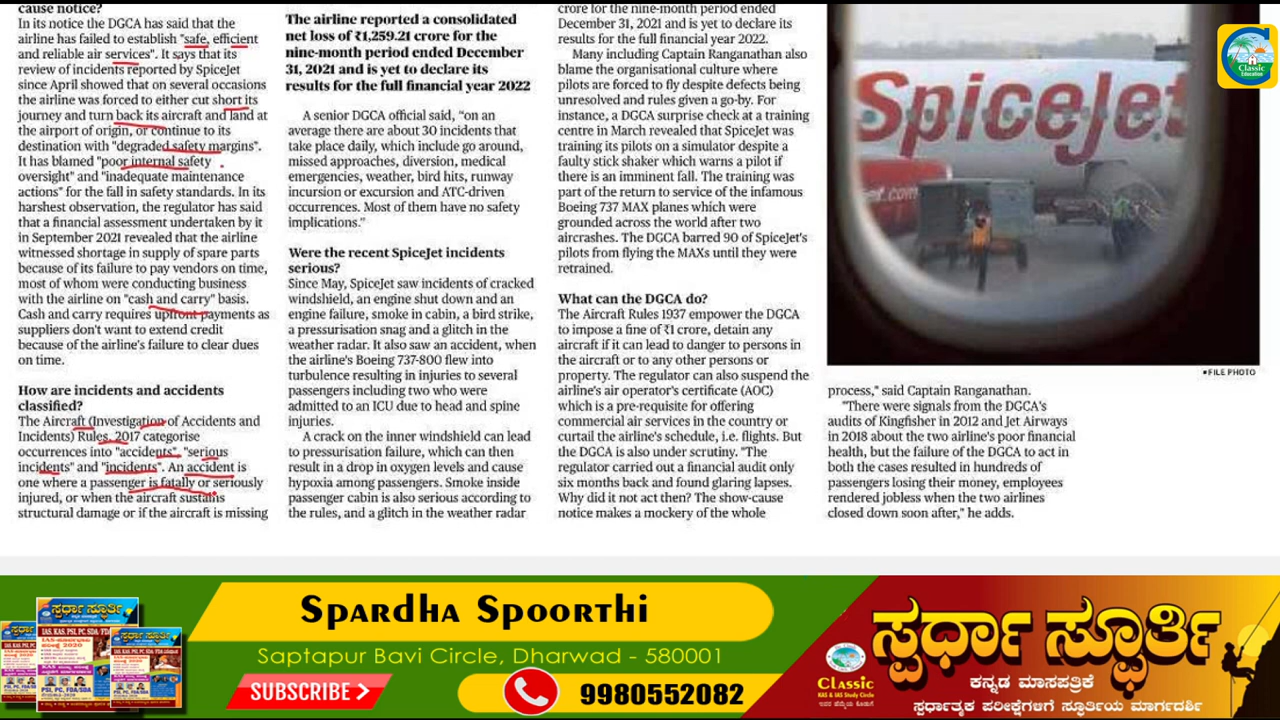 cause notice?
In its notice the DGCA has said that the
airline has failed to establish "safe, efficient
and reliable air services". It says that its
review of incidents reported by SpiceJet
since April showed that on several occasions
the airline was forced to either cut short its
journey and turn back its aircraft and land at
the airport of origin, or continue to its
destination with "degraded safety margins".
It has blamed "poor internal safety
oversight" and "inadequate maintenance
actions" for the fall in safety standards. In its
harshest observation, the regulator has said
that a financial assessment undertaken by it
in September 2021 revealed that the airline
witnessed shortage in supply of spare parts
because of its failure to pay vendors on time,
most of whom were conducting business
with the airline on "cash and carry" basis.
Cash and carry requires upfront payments as
suppliers don't want to extend credit
because of the airline's failure to clear dues
on time.
How are incidents and accidents
classified?
The Aircraft (Investigation of Accidents and
Incidents) Rules, 2017 categorise
occurrences into "accidents", "serious
incidents" and "incidents". An accident is
one where a passenger is fatally or seriously
injured, or when the aircraft sustains
structural damage or if the aircraft is missing
The airline reported a consolidated
net loss of ₹1,259.21 crore for the
nine-month period ended December
31, 2021 and is yet to declare its
results for the full financial year 2022
A senior DGCA official said, "on an
average there are about 30 incidents that
take place daily, which include go around,
missed approaches, diversion, medical
emergencies, weather, bird hits, runway
incursion or excursion and ATC-driven
occurrences. Most of them have no safety
implications."
Were the recent SpiceJet incidents
serious?
Since May, SpiceJet saw incidents of cracked
windshield, an engine shut down and an
engine failure, smoke in cabin, a bird strike,
a pressurisation snag and a glitch in the
weather radar. It also saw an accident, when
the airline's Boeing 737-800 flew into
turbulence resulting in injuries to several
passengers including two who were
admitted to an ICU due to head and spine
injuries.
A crack on the inner windshield can lead
to pressurisation failure, which can then
result in a drop in oxygen levels and cause
hypoxia among passengers. Smoke inside
passenger cabin is also serious according to
the rules, and a glitch in the weather radar
crore for the nine-month period ended
December 31, 2021 and is yet to declare its
results for the full financial year 2022.
Many including Captain Ranganathan also
blame the organisational culture where
pilots are forced to fly despite defects being
unresolved and rules given a go-by. For
instance, a DGCA surprise check at a training
centre in March revealed that SpiceJet was
training its pilots on a simulator despite a
faulty stick shaker which warns a pilot if
there is an imminent fall. The training was
part of the return to service of the infamous
Boeing 737 MAX planes which were
grounded across the world after two
aircrashes. The DGCA barred 90 of SpiceJet's
pilots from flying the MAXs until they were
retrained.
What can the DGCA do?
The Aircraft Rules 1937 empower the DGCA
to impose a fine of ₹1 crore, detain any
aircraft if it can lead to danger to persons in
the aircraft or to any other persons or
property. The regulator can also suspend the
airline's air operator's certificate (AOC)
which is a pre-requisite for offering
commercial air services in the country or
curtail the airline's schedule, i.e. flights. But
the DGCA is also under scrutiny. "The
regulator carried out a financial audit only
six months back and found glaring lapses.
Why did it not act then? The show-cause
notice makes a mockery of the whole
SpiceJet
et.com
▪FILE PHOTO
process," said Captain Ranganathan.
"There were signals from the DGCA's
audits of Kingfisher in 2012 and Jet Airways
in 2018 about the two airline's poor financial
health, but the failure of the DGCA to act in
both the cases resulted in hundreds of
passengers losing their money, employees
rendered jobless when the two airlines
closed down soon after," he adds.
Classic
Education
ಸ್ಪರ್ಧಾ ಸ್ಫೂರ್ತಿ
Spardha Spoorthi
Saptapur Bavi Circle, Dharwad - 580001
SUBSCRIBE
9980552082
Classic
KAS & IAS Study Circle
ಸ್ಪರ್ಧಾ ಸ್ಫೂರ್ತಿ
ಕನ್ನಡ ಮಾಸಪತ್ರಿಕೆ
ಸ್ಪರ್ಧಾತ್ಮಕ ಪರೀಕ್ಷೆಗಳಿಗೆ ಸ್ಫೂರ್ತಿಯ ಮಾರ್ಗದರ್ಶಿ